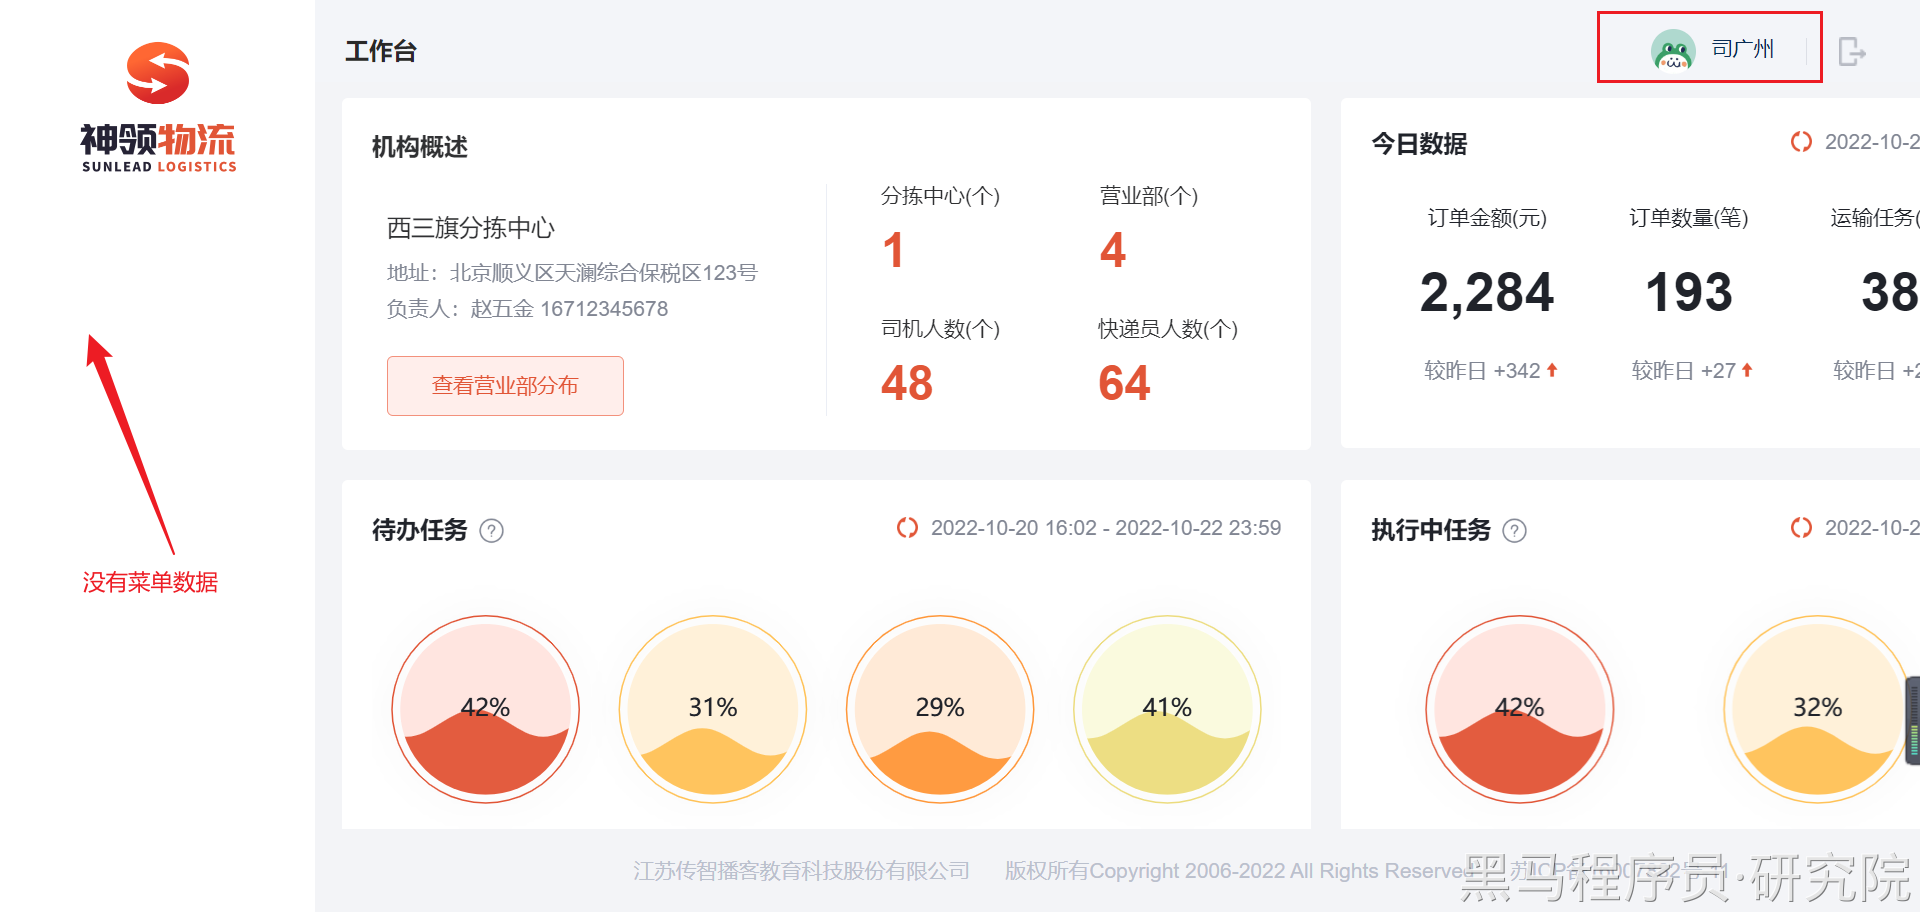 神领物流
SUNLEAD LOGISTICS
没有菜单数据
工作台
司广州
机构概述
西三旗分拣中心
地址：北京顺义区天澜综合保税区123号
负责人：赵五金 16712345678
查看营业部分布
分拣中心(个)
1
营业部(个)
4
司机人数(个)
48
快递员人数(个)
64
今日数据
2022-10-2
订单金额(元)
2,284
较昨日 +342
订单数量(笔)
193
较昨日 +27
运输任务(
38
较昨日 +2
待办任务 ?
2022-10-20 16:02 - 2022-10-22 23:59
42%
31%
29%
41%
执行中任务 ?
2022-10-2
42%
32%
江苏传智播客教育科技股份有限公司 版权所有Copyright 2006-2022 All Rights Reserved
黑马程序员·研究院